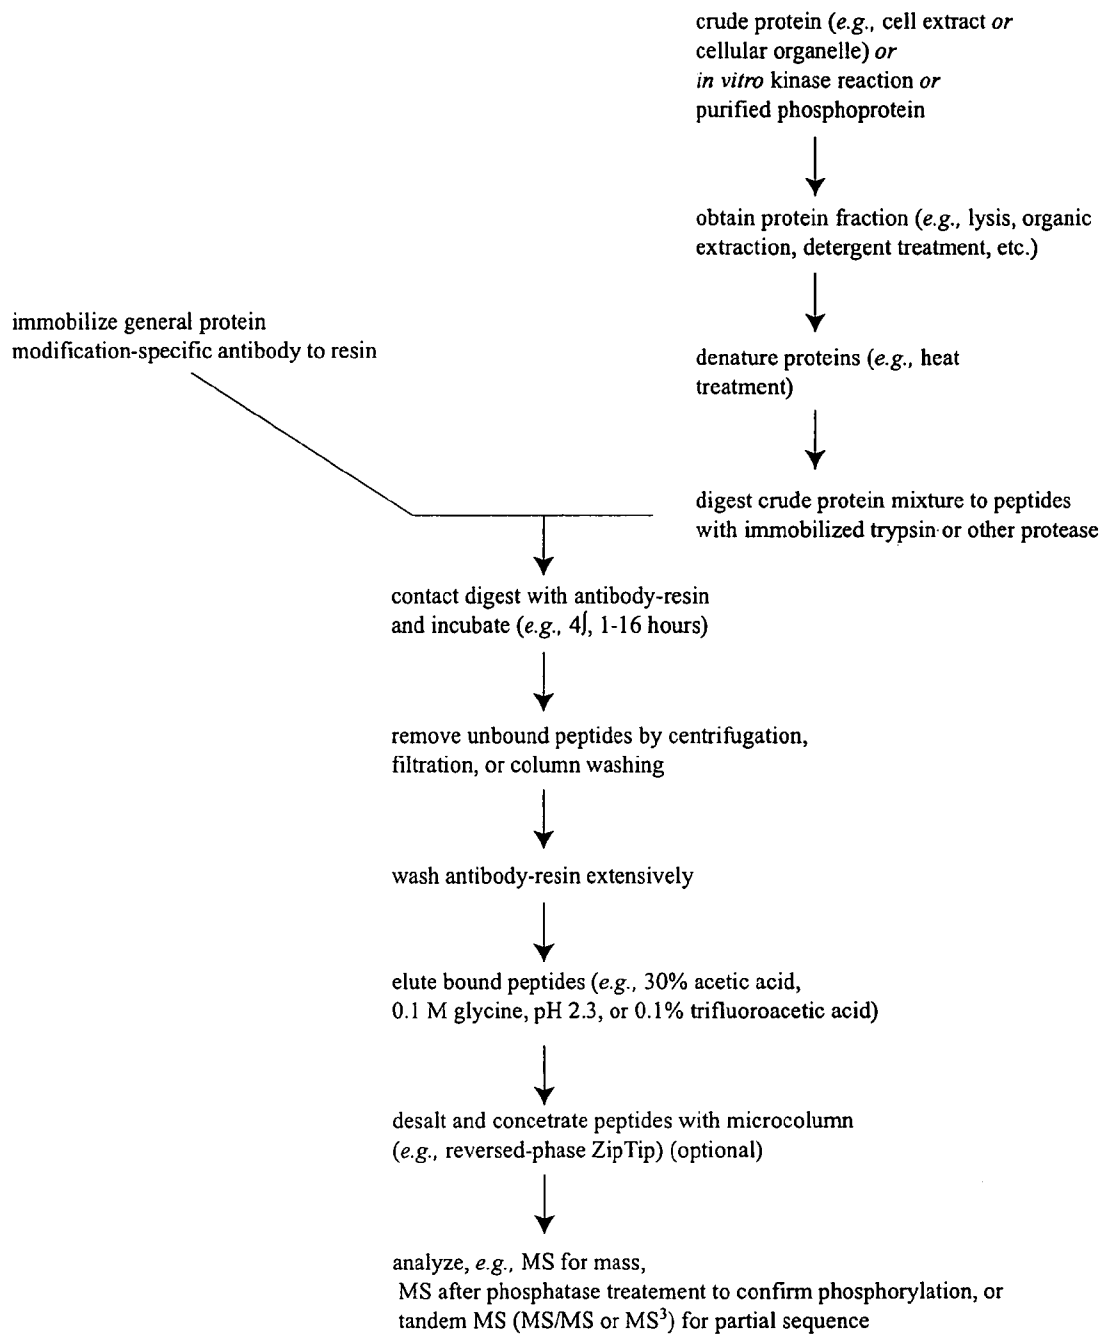 crude protein (e.g., cell extract or
cellular organelle) or
in vitro kinase reaction or
purified phosphoprotein
obtain protein fraction (e.g., lysis, organic
extraction, detergent treatment, etc.)
immobilize general protein
modification-specific antibody to resin
denature proteins (e.g., heat
treatment)
digest crude protein mixture to peptides
with immobilized trypsin or other protease
contact digest with antibody-resin
and incubate (e.g., 4∫, 1-16 hours)
remove unbound peptides by centrifugation,
filtration, or column washing
wash antibody-resin extensively
elute bound peptides (e.g., 30% acetic acid,
0.1 M glycine, pH 2.3, or 0.1% trifluoroacetic acid)
desalt and concetrate peptides with microcolumn
(e.g., reversed-phase ZipTip) (optional)
analyze, e.g., MS for mass,
MS after phosphatase treatement to confirm phosphorylation, or
tandem MS (MS/MS or MS³) for partial sequence